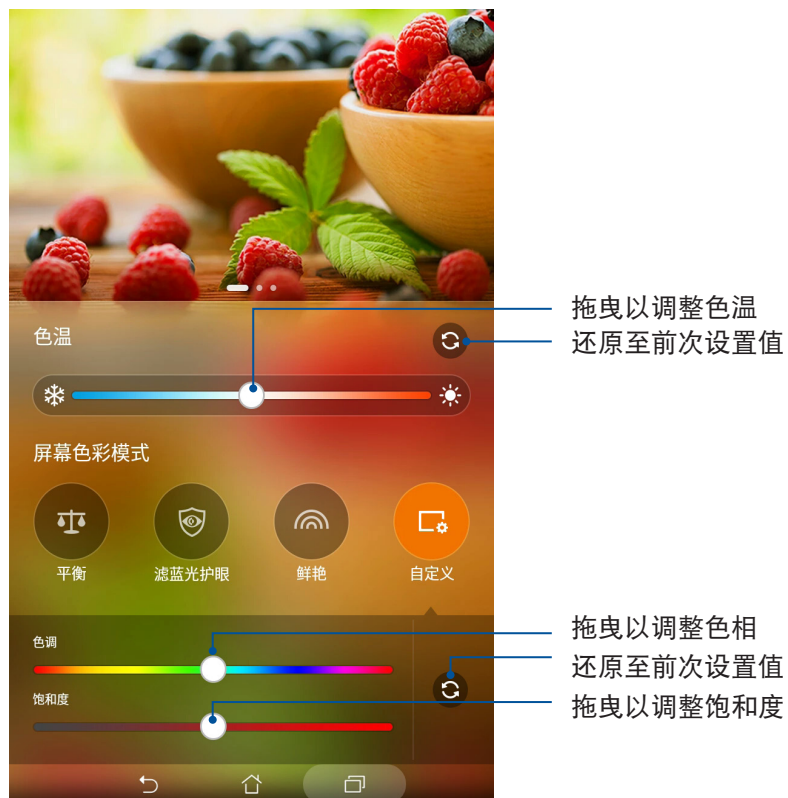 拖曳以调整色温
色温
还原至前次设置值
屏幕色彩模式
平衡
滤蓝光护眼
鲜艳
自定义
拖曳以调整色相
色调
还原至前次设置值
饱和度
拖曳以调整饱和度